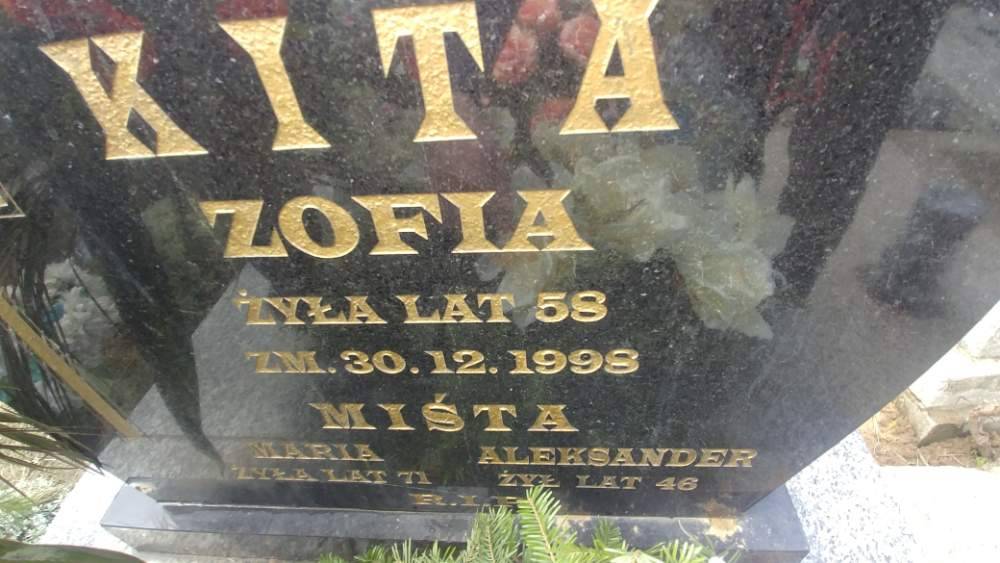 KITA
ZOFIA
ŻYŁA LAT 58
ZM. 30. 12. 1998
MIŚTA
MARIA ALEKSANDER
ŻYŁA LAT 71 ŻYŁ LAT 46
R.I.P.